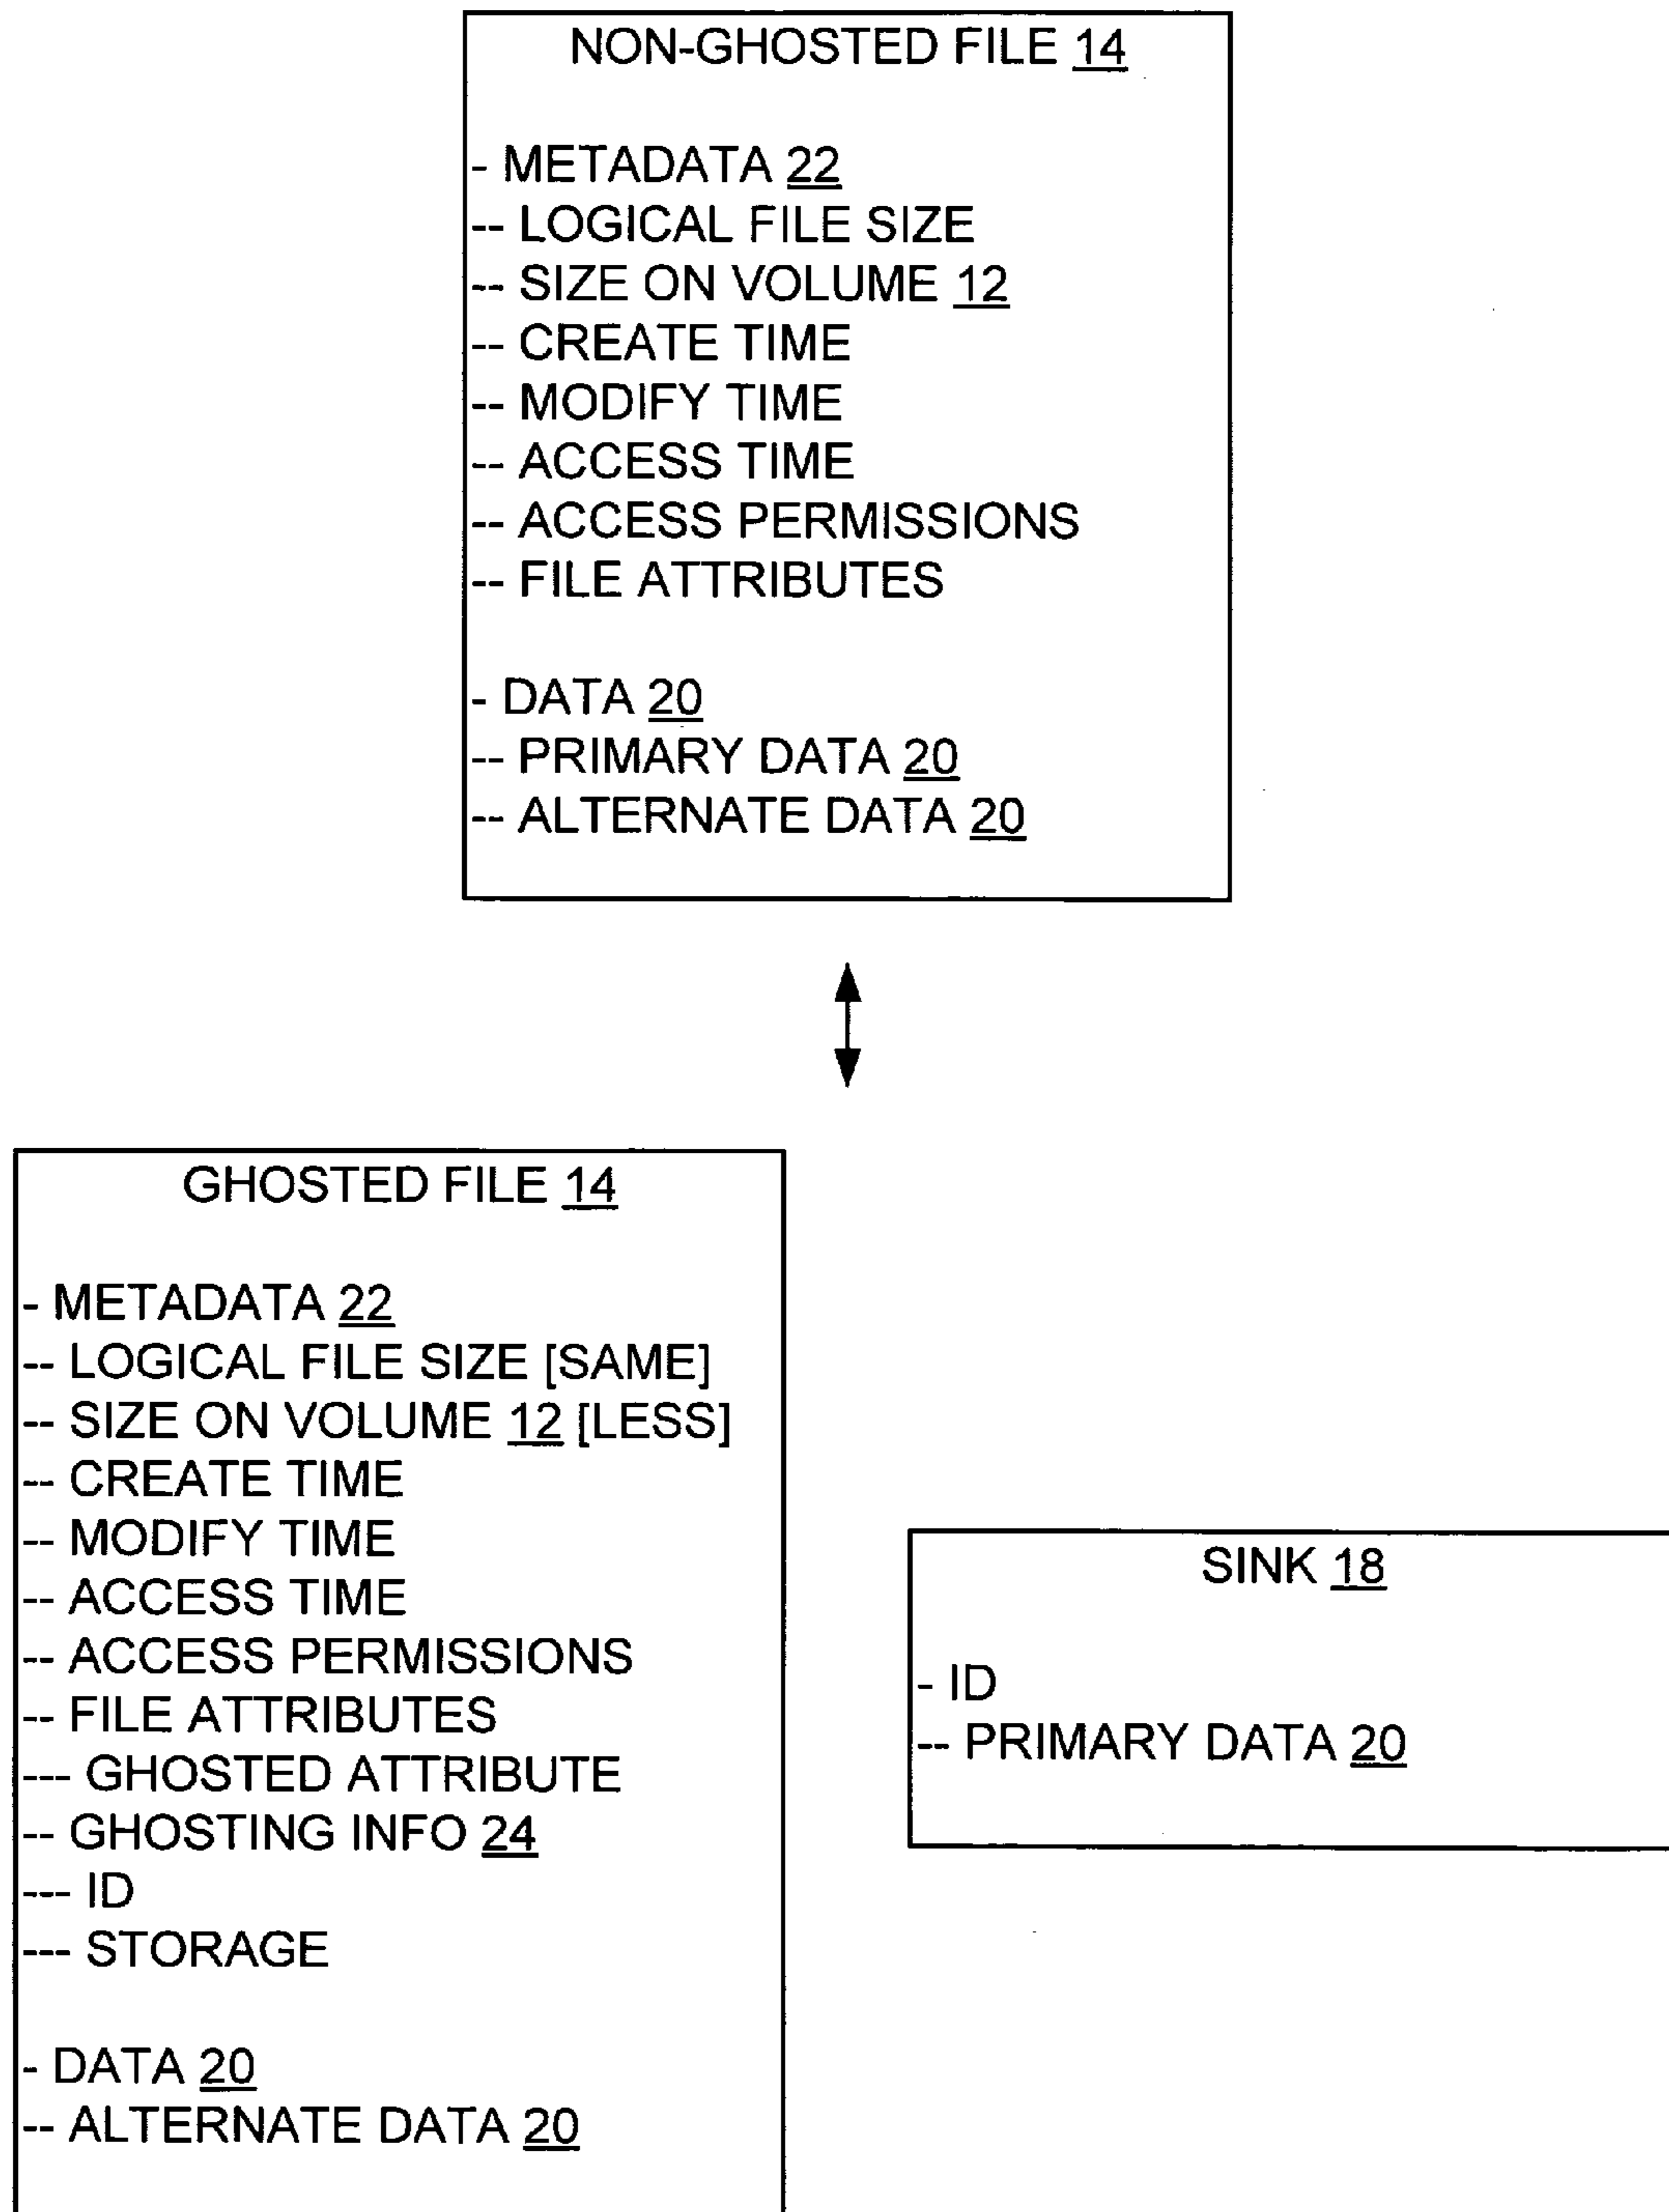 NON-GHOSTED FILE 14
- METADATA 22
-- LOGICAL FILE SIZE
-- SIZE ON VOLUME 12
-- CREATE TIME
-- MODIFY TIME
-- ACCESS TIME
-- ACCESS PERMISSIONS
-- FILE ATTRIBUTES
- DATA 20
-- PRIMARY DATA 20
-- ALTERNATE DATA 20
GHOSTED FILE 14
- METADATA 22
-- LOGICAL FILE SIZE [SAME]
-- SIZE ON VOLUME 12 [LESS]
-- CREATE TIME
-- MODIFY TIME
-- ACCESS TIME
-- ACCESS PERMISSIONS
-- FILE ATTRIBUTES
--- GHOSTED ATTRIBUTE
-- GHOSTING INFO 24
--- ID
--- STORAGE
- DATA 20
-- ALTERNATE DATA 20
SINK 18
- ID
-- PRIMARY DATA 20